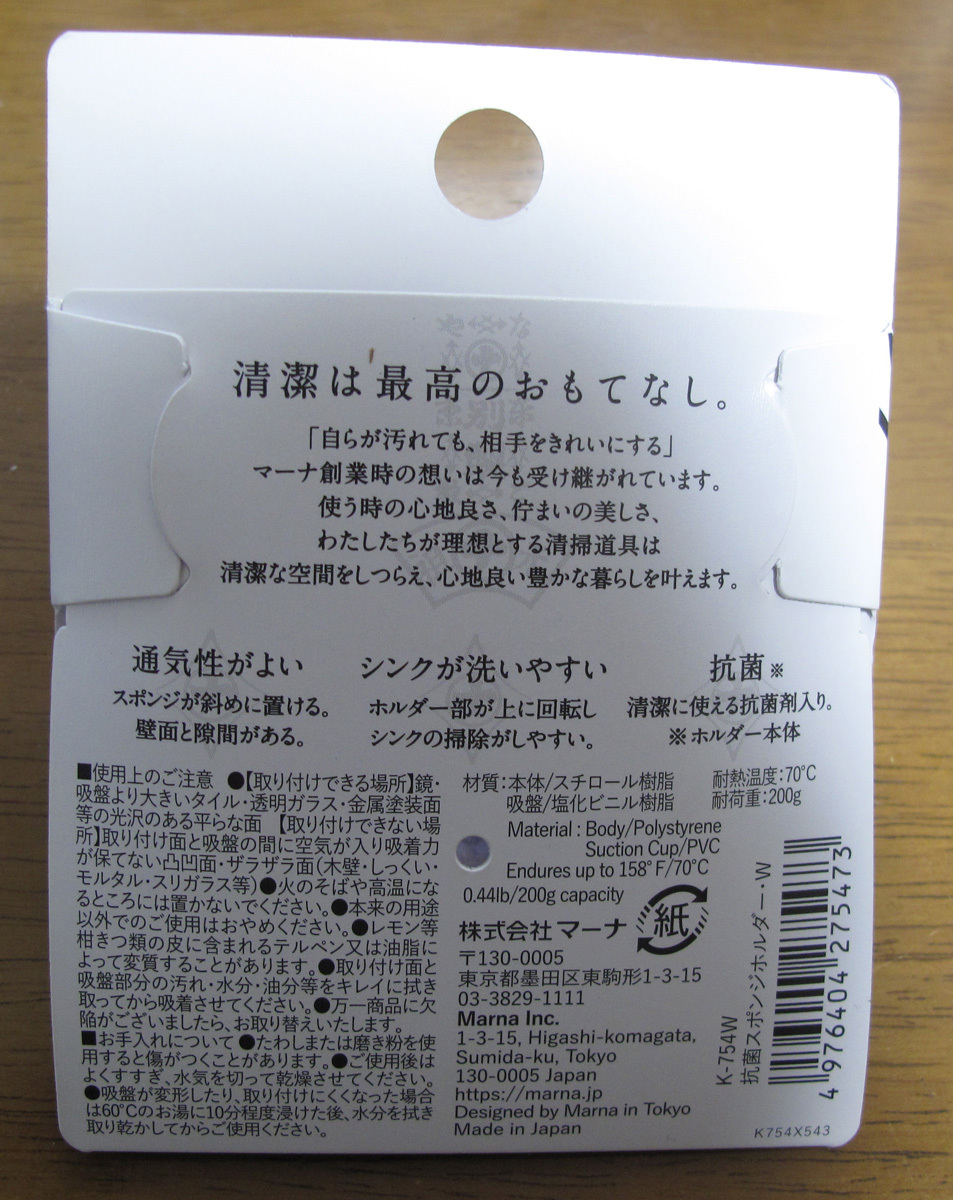 清潔は最高のおもてなし。
「自らが汚れても、相手をきれいにする」
マーナ創業時の想いは今も受け継がれています。
使う時の心地良さ、佇まいの美しさ、
わたしたちが理想とする清掃道具は
清潔な空間をしつらえ、心地良い豊かな暮らしを叶えます。
通気性がよい
スポンジが斜めに置ける。
壁面と隙間がある。
シンクが洗いやすい
ホルダー部が上に回転し
シンクの掃除がしやすい。
抗菌※
清潔に使える抗菌剤入り。
※ホルダー本体
■使用上のご注意 ●【取り付けできる場所】鏡・
吸盤より大きいタイル・透明ガラス・金属塗装面
等の光沢のある平らな面 【取り付けできない場
所】取り付け面と吸盤の間に空気が入り吸着力
が保てない凸凹面・ザラザラ面(木壁・しっくい・
モルタル・スリガラス等)●火のそばや高温にな
るところには置かないでください。●本来の用途
以外でのご使用はおやめください。●レモン等
柑きつ類の皮に含まれるテルペン又は油脂に
よって変質することがあります。●取り付け面と
吸盤部分の汚れ・水分・油分等をキレイに拭き
取ってから吸着させてください。●万一商品に欠
陥がございましたら、お取り替えいたします。
■お手入れについて ●たわしまたは磨き粉を使
用すると傷がつくことがあります。●ご使用後は
よくすすぎ、水気を切って乾燥させてください。
●吸盤が変形したり、取り付けにくくなった場合
は60℃のお湯に10分程度浸けた後、水分を拭き
取り乾かしてからご使用ください。
材質:本体/スチロール樹脂
吸盤/塩化ビニル樹脂
耐熱温度:70℃
耐荷重:200g
Material : Body/Polystyrene
Suction Cup/PVC
Endures up to 158°F/70℃
0.44lb/200g capacity
紙
株式会社 マーナ
〒130-0005
東京都墨田区東駒形1-3-15
03-3829-1111
Marna Inc.
1-3-15, Higashi-komagata,
Sumida-ku, Tokyo
130-0005 Japan
https://marna.jp
Designed by Marna in Tokyo
Made in Japan
K-754W
抗菌スポンジホルダー・W
4 976404 275473
K754X543